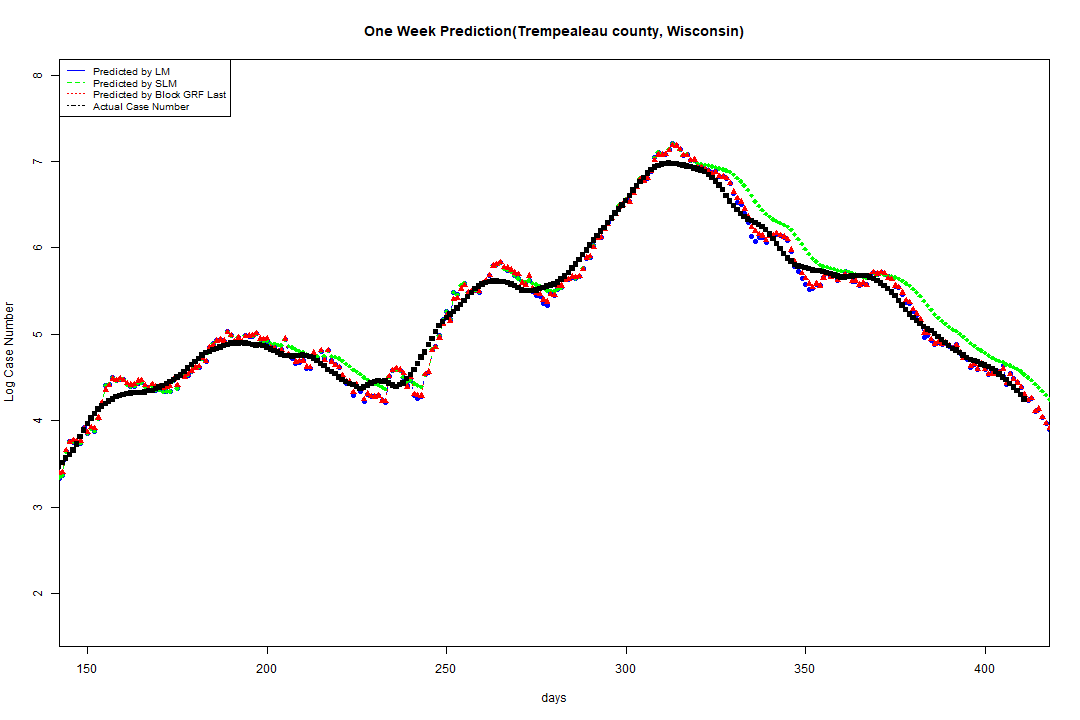 One Week Prediction(Trempealeau county, Wisconsin)
Predicted by LM
Predicted by SLM
Predicted by Block GRF Last
Actual Case Number
Log Case Number
8
7
6
5
4
3
2
150 200 250 300 350 400
days